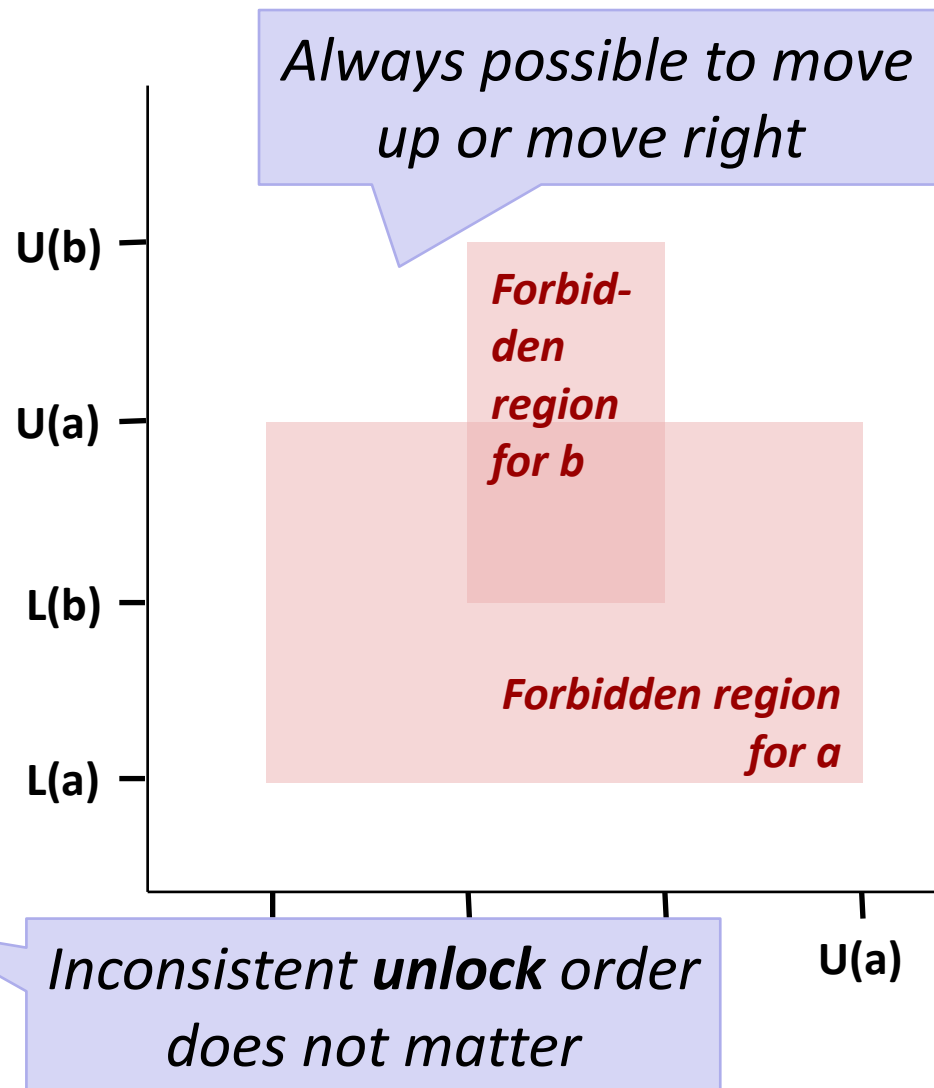 Always possible to move
up or move right
U(b)
Forbid-
den
region
for b
U(a)
L(b)
Forbidden region
for a
L(a)
U(a)
Inconsistent unlock order
does not matter